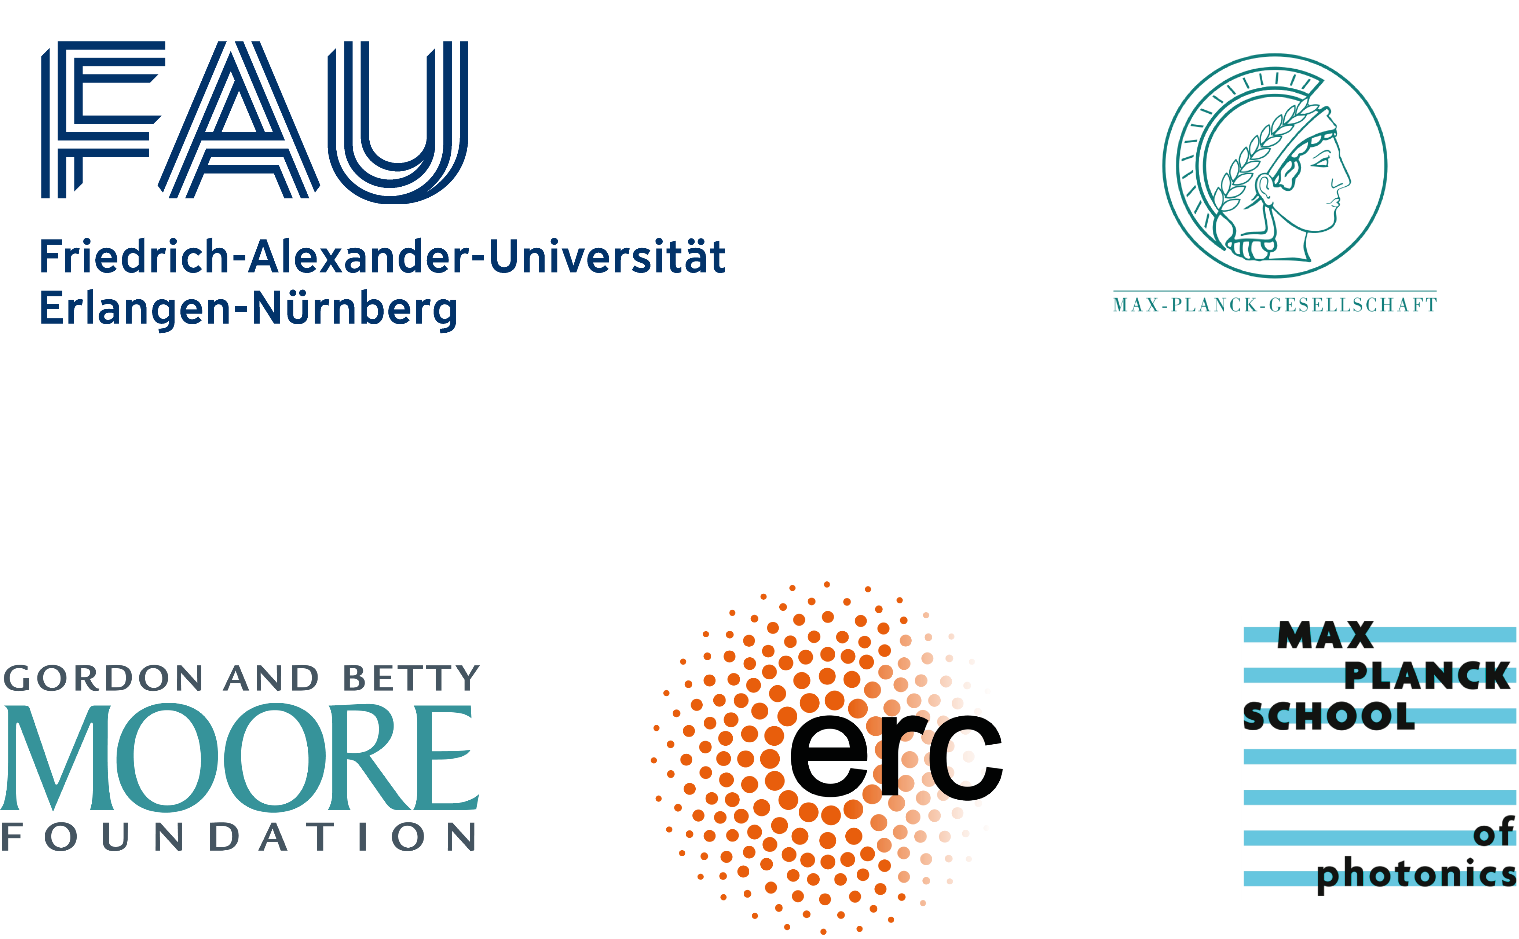 FAU
Friedrich-Alexander-Universität
Erlangen-Nürnberg
MAX-PLANCK-GESELLSCHAFT
GORDON AND BETTY
MOORE
FOUNDATION
erc
MAX
PLANCK
SCHOOL
of
photonics